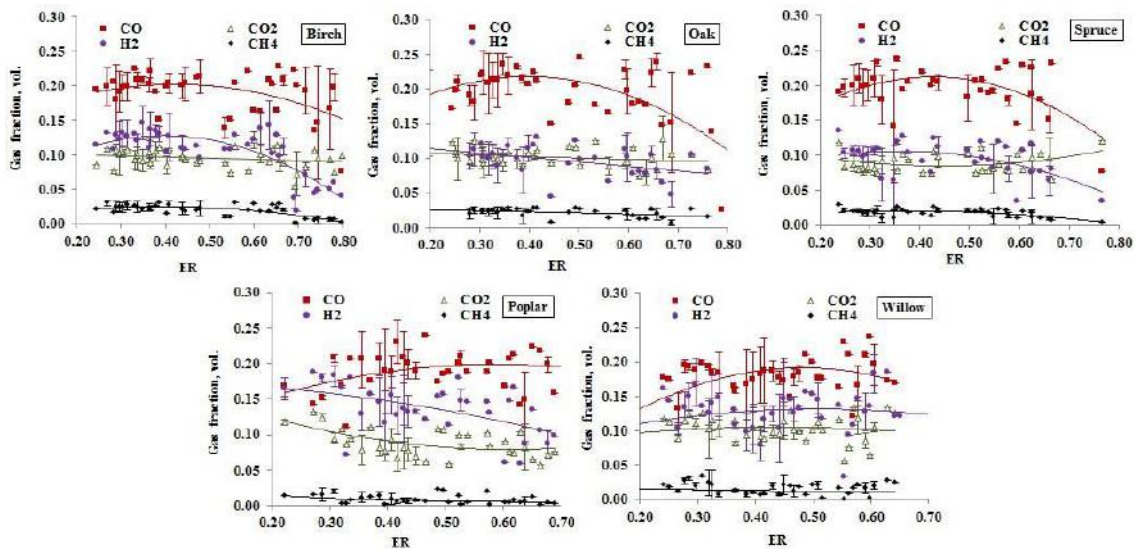 CO CO2 Birch
H2 CH4
Gas fraction, vol.
0.30
0.25
0.20
0.15
0.10
0.05
0.00
0.20 0.30 0.40 0.50 0.60 0.70 0.80
ER
CO CO2 Oak
H2 CH4
Gas fraction, vol.
0.30
0.25
0.20
0.15
0.10
0.05
0.00
0.20 0.30 0.40 0.50 0.60 0.70 0.80
ER
CO CO2 Spruce
H2 CH4
Gas fraction, vol.
0.30
0.25
0.20
0.15
0.10
0.05
0.00
0.20 0.30 0.40 0.50 0.60 0.70 0.80
ER
CO CO2 Poplar
H2 CH4
Gas fraction, vol.
0.30
0.25
0.20
0.15
0.10
0.05
0.00
0.20 0.30 0.40 0.50 0.60 0.70
ER
CO CO2 Willow
H2 CH4
Gas fraction, vol.
0.30
0.25
0.20
0.15
0.10
0.05
0.00
0.20 0.30 0.40 0.50 0.60 0.70
ER